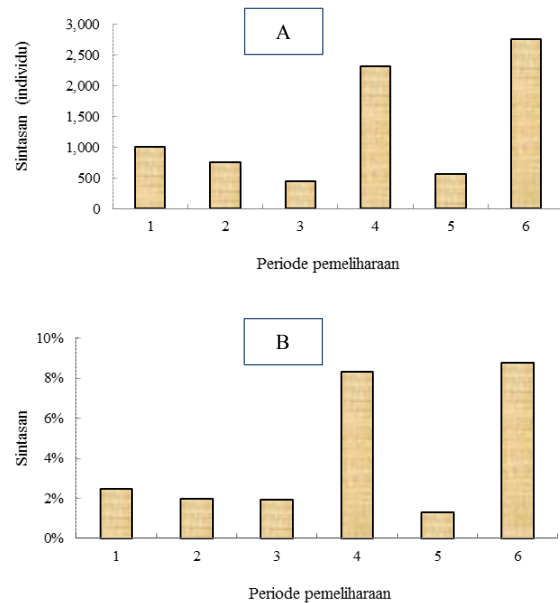 A
3,000
2,500
2,000
1,500
1,000
500
0
Sintasan (individu)
1 2 3 4 5 6
Periode pemeliharaan
B
10%
8%
6%
4%
2%
0%
Sintasan
1 2 3 4 5 6
Periode pemeliharaan